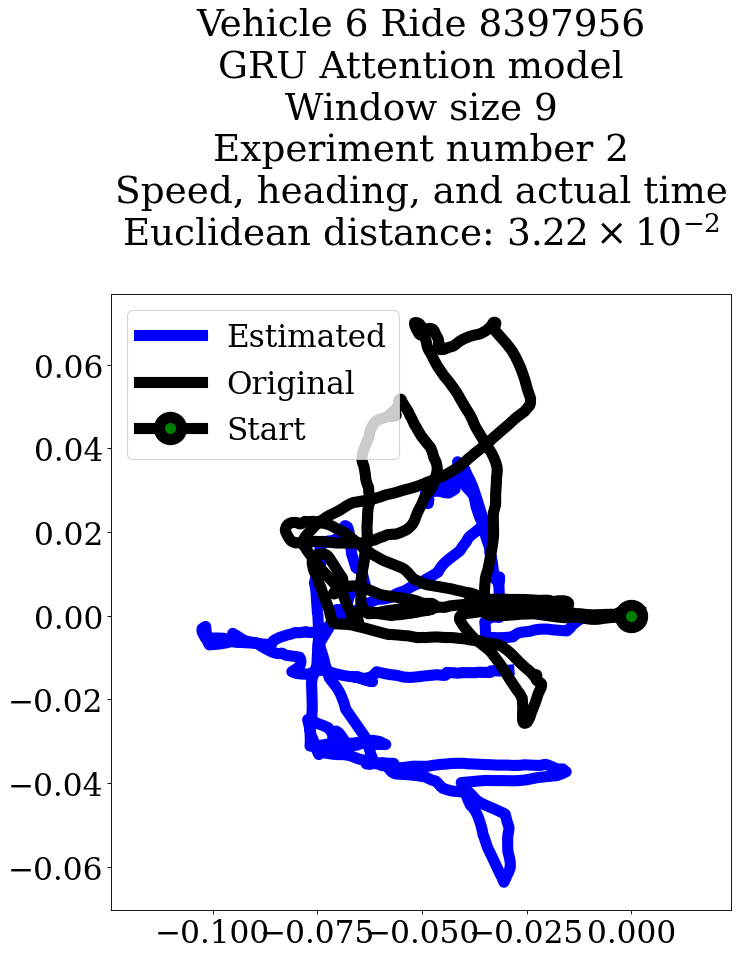 Vehicle 6 Ride 8397956
GRU Attention model
Window size 9
Experiment number 2
Speed, heading, and actual time
Euclidean distance: 3.22 × 10⁻²
Estimated
Original
Start
0.06
0.04
0.02
0.00
−0.02
−0.04
−0.06
−0.100 −0.075 −0.050 −0.025 0.000